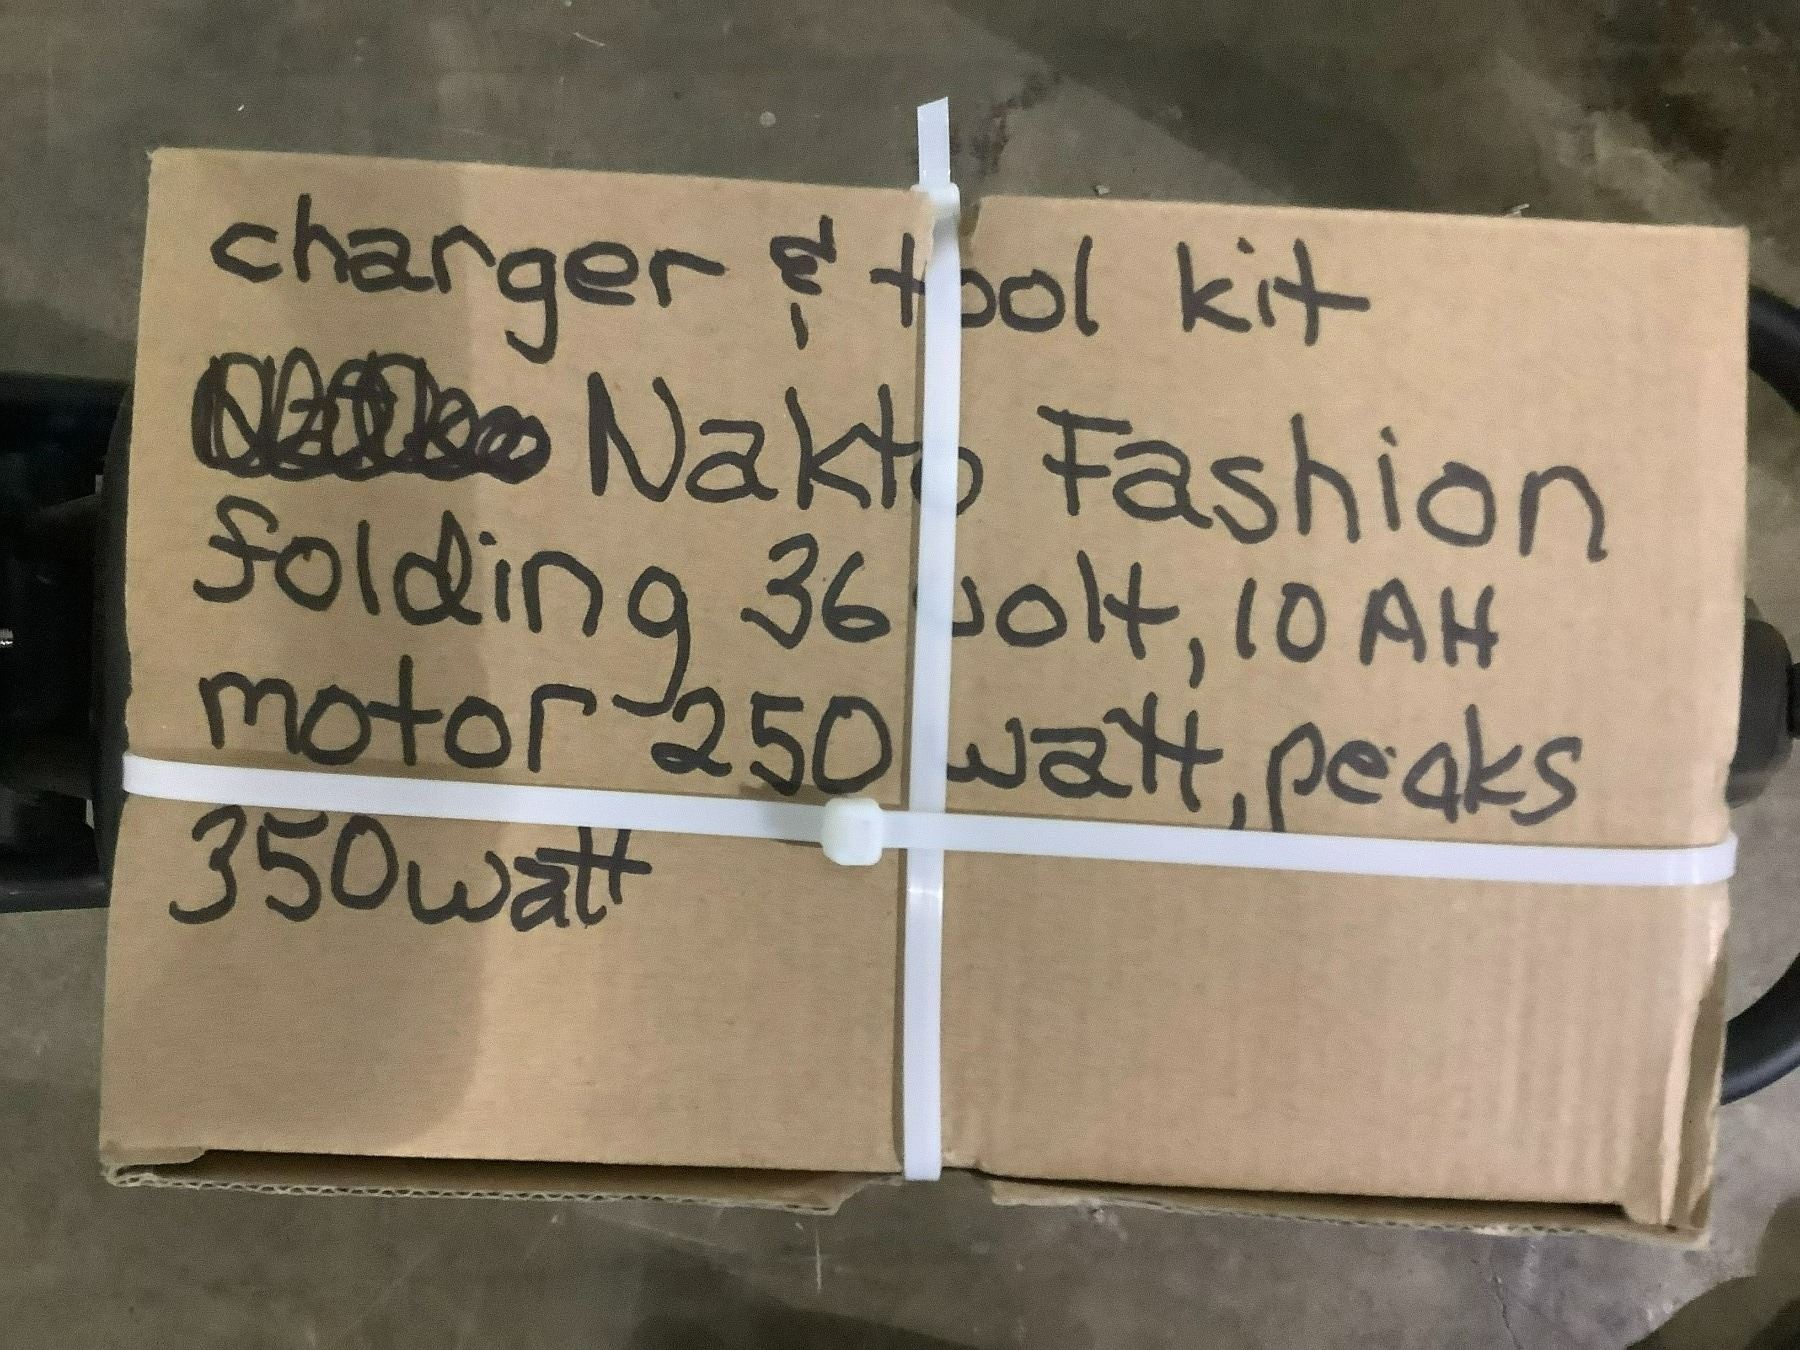 charger & tool kit
Nakto Fashion
folding 36 volt, 10 AH
motor 250 watt, peaks
350 watt